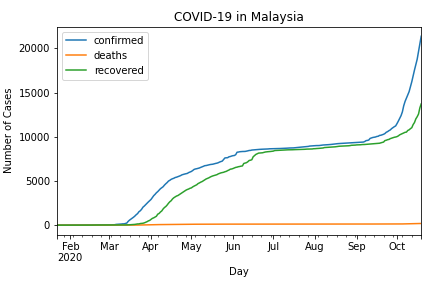 COVID-19 in Malaysia
confirmed
deaths
recovered
Number of Cases
20000
15000
10000
5000
0
Feb Mar Apr May Jun Jul Aug Sep Oct
2020
Day